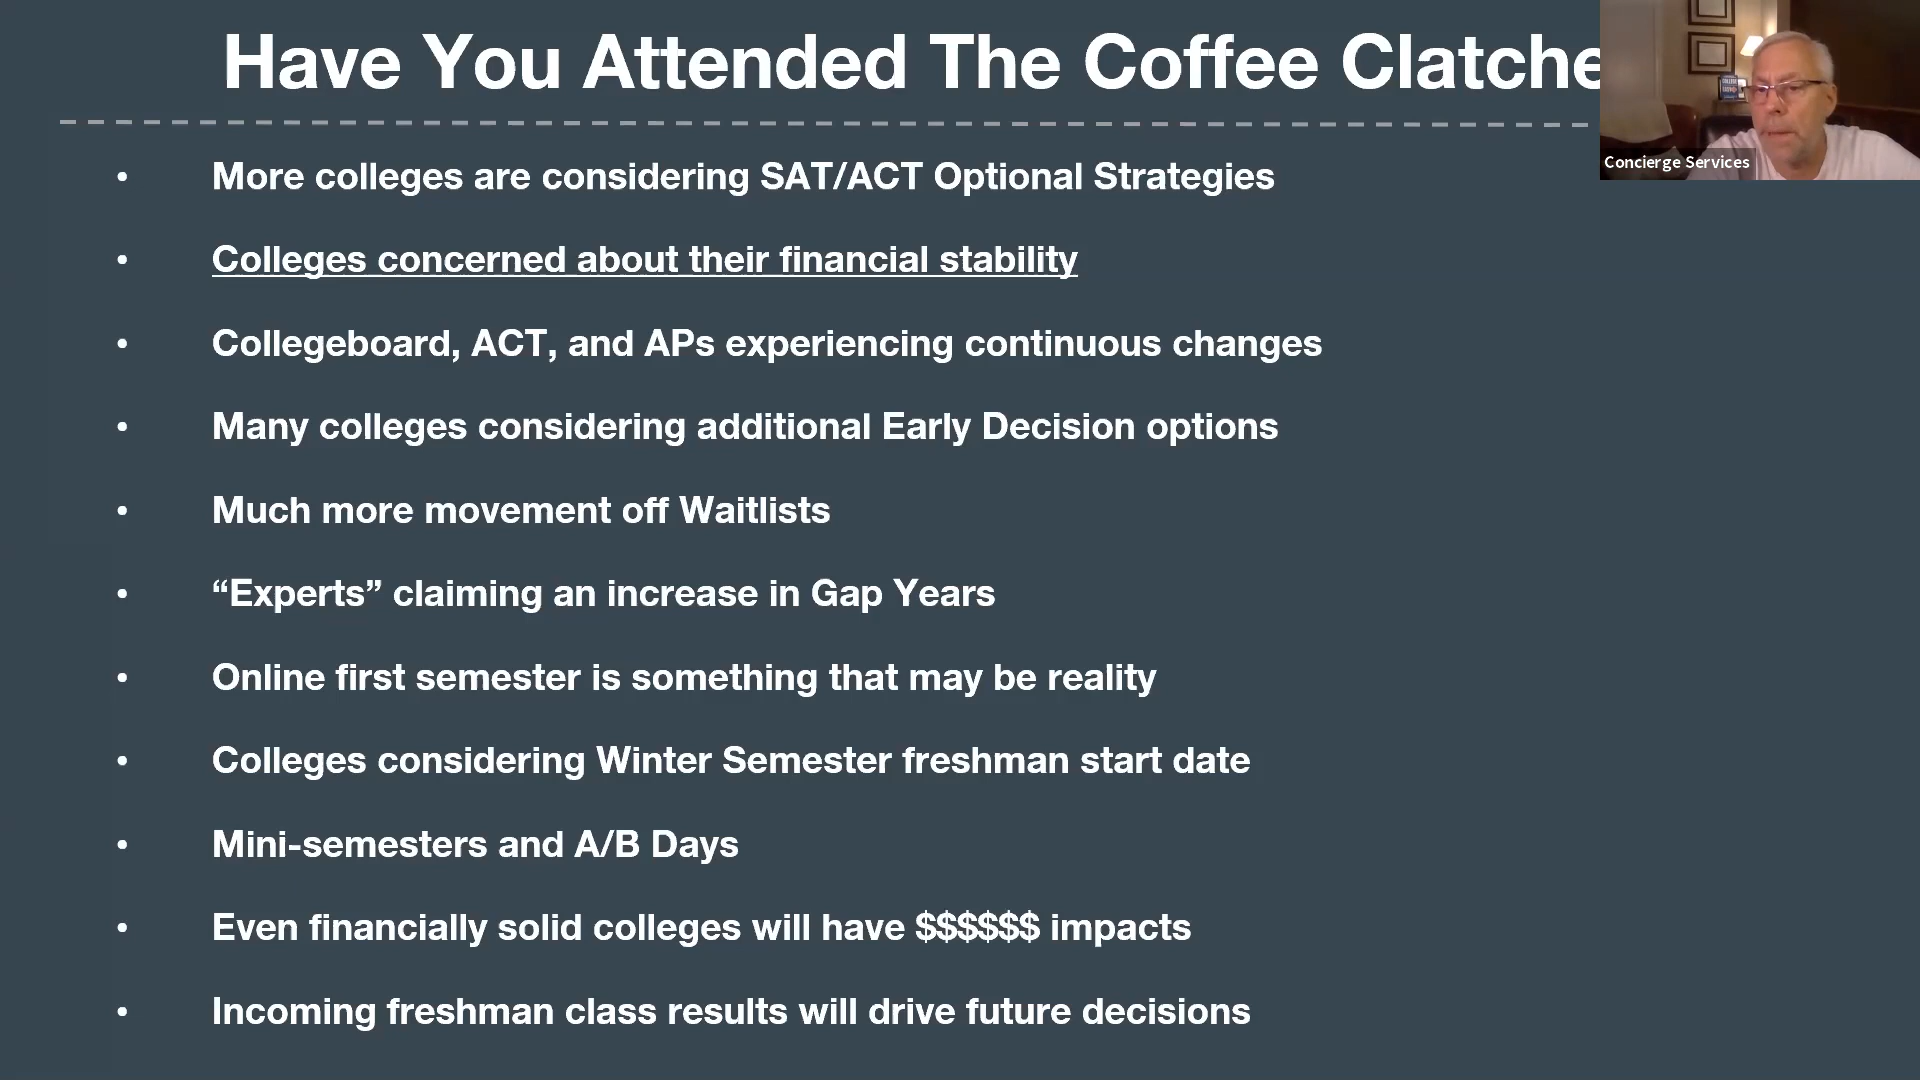 Have You Attended The Coffee Clatche
• More colleges are considering SAT/ACT Optional Strategies
• Colleges concerned about their financial stability
• Collegeboard, ACT, and APs experiencing continuous changes
• Many colleges considering additional Early Decision options
• Much more movement off Waitlists
• “Experts” claiming an increase in Gap Years
• Online first semester is something that may be reality
• Colleges considering Winter Semester freshman start date
• Mini-semesters and A/B Days
• Even financially solid colleges will have $$$$$$ impacts
• Incoming freshman class results will drive future decisions
Concierge Services